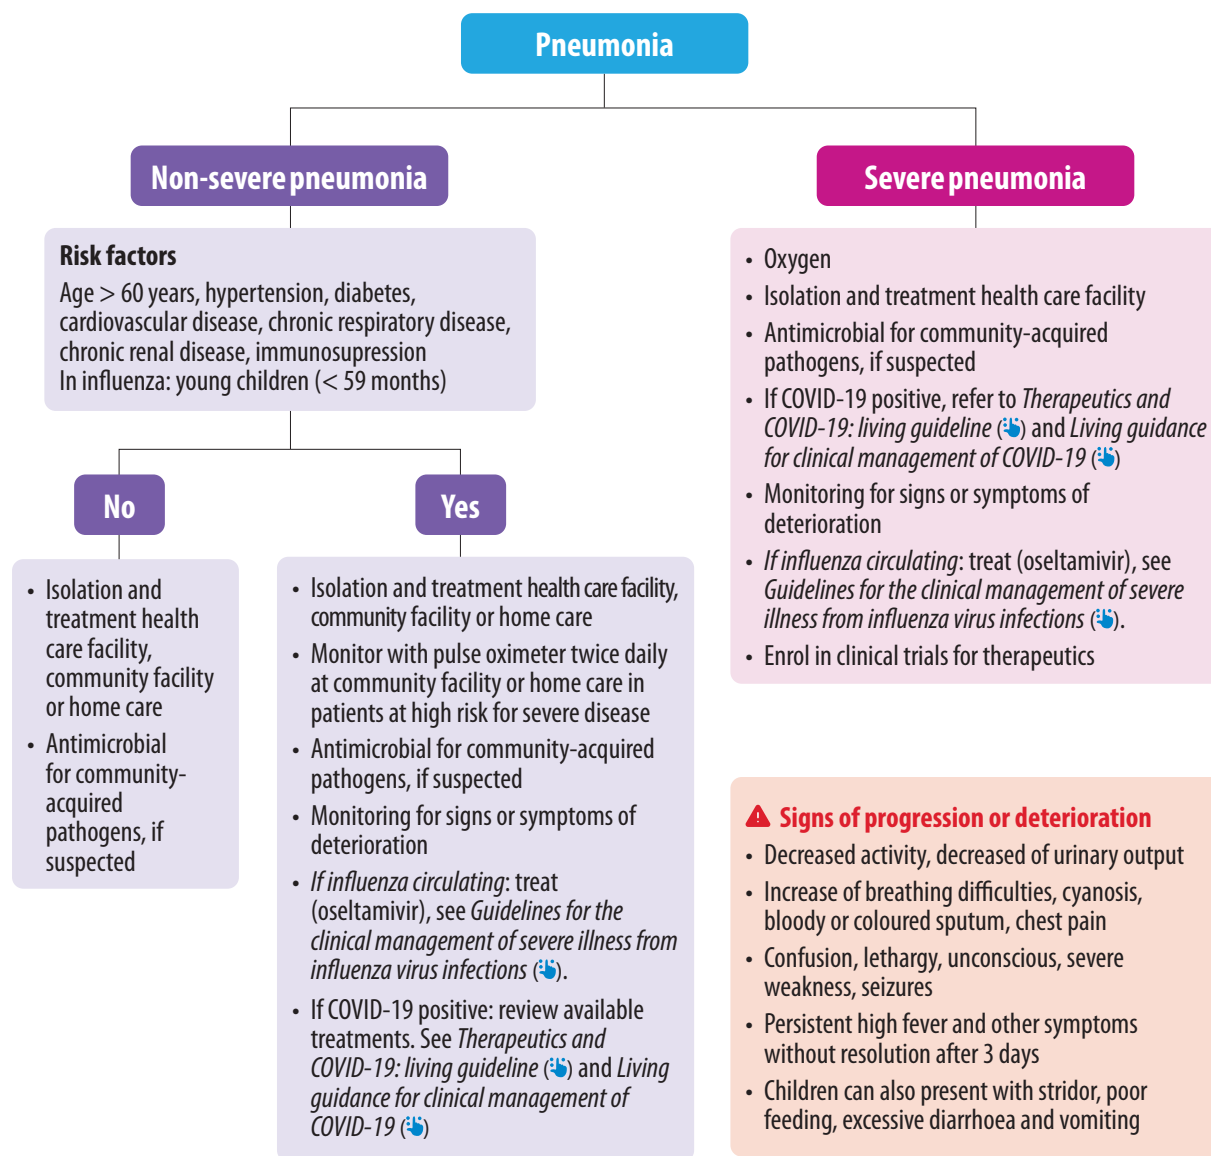 Pneumonia
Non-severe pneumonia
Risk factors
Age > 60 years, hypertension, diabetes,
cardiovascular disease, chronic respiratory disease,
chronic renal disease, immunosupression
In influenza: young children (< 59 months)
No
• Isolation and
treatment health
care facility,
community facility
or home care
• Antimicrobial
for community-
acquired
pathogens, if
suspected
Yes
• Isolation and treatment health care facility,
community facility or home care
• Monitor with pulse oximeter twice daily
at community facility or home care in
patients at high risk for severe disease
• Antimicrobial for community-acquired
pathogens, if suspected
• Monitoring for signs or symptoms of
deterioration
• If influenza circulating: treat
(oseltamivir), see Guidelines for the
clinical management of severe illness from
influenza virus infections ().
• If COVID-19 positive: review available
treatments. See Therapeutics and
COVID-19: living guideline () and Living
guidance for clinical management of
COVID-19 ()
Severe pneumonia
• Oxygen
• Isolation and treatment health care facility
• Antimicrobial for community-acquired
pathogens, if suspected
• If COVID-19 positive, refer to Therapeutics and
COVID-19: living guideline () and Living guidance
for clinical management of COVID-19 ()
• Monitoring for signs or symptoms of
deterioration
• If influenza circulating: treat (oseltamivir), see
Guidelines for the clinical management of severe
illness from influenza virus infections ().
• Enrol in clinical trials for therapeutics
Signs of progression or deterioration
• Decreased activity, decreased of urinary output
• Increase of breathing difficulties, cyanosis,
bloody or coloured sputum, chest pain
• Confusion, lethargy, unconscious, severe
weakness, seizures
• Persistent high fever and other symptoms
without resolution after 3 days
• Children can also present with stridor, poor
feeding, excessive diarrhoea and vomiting